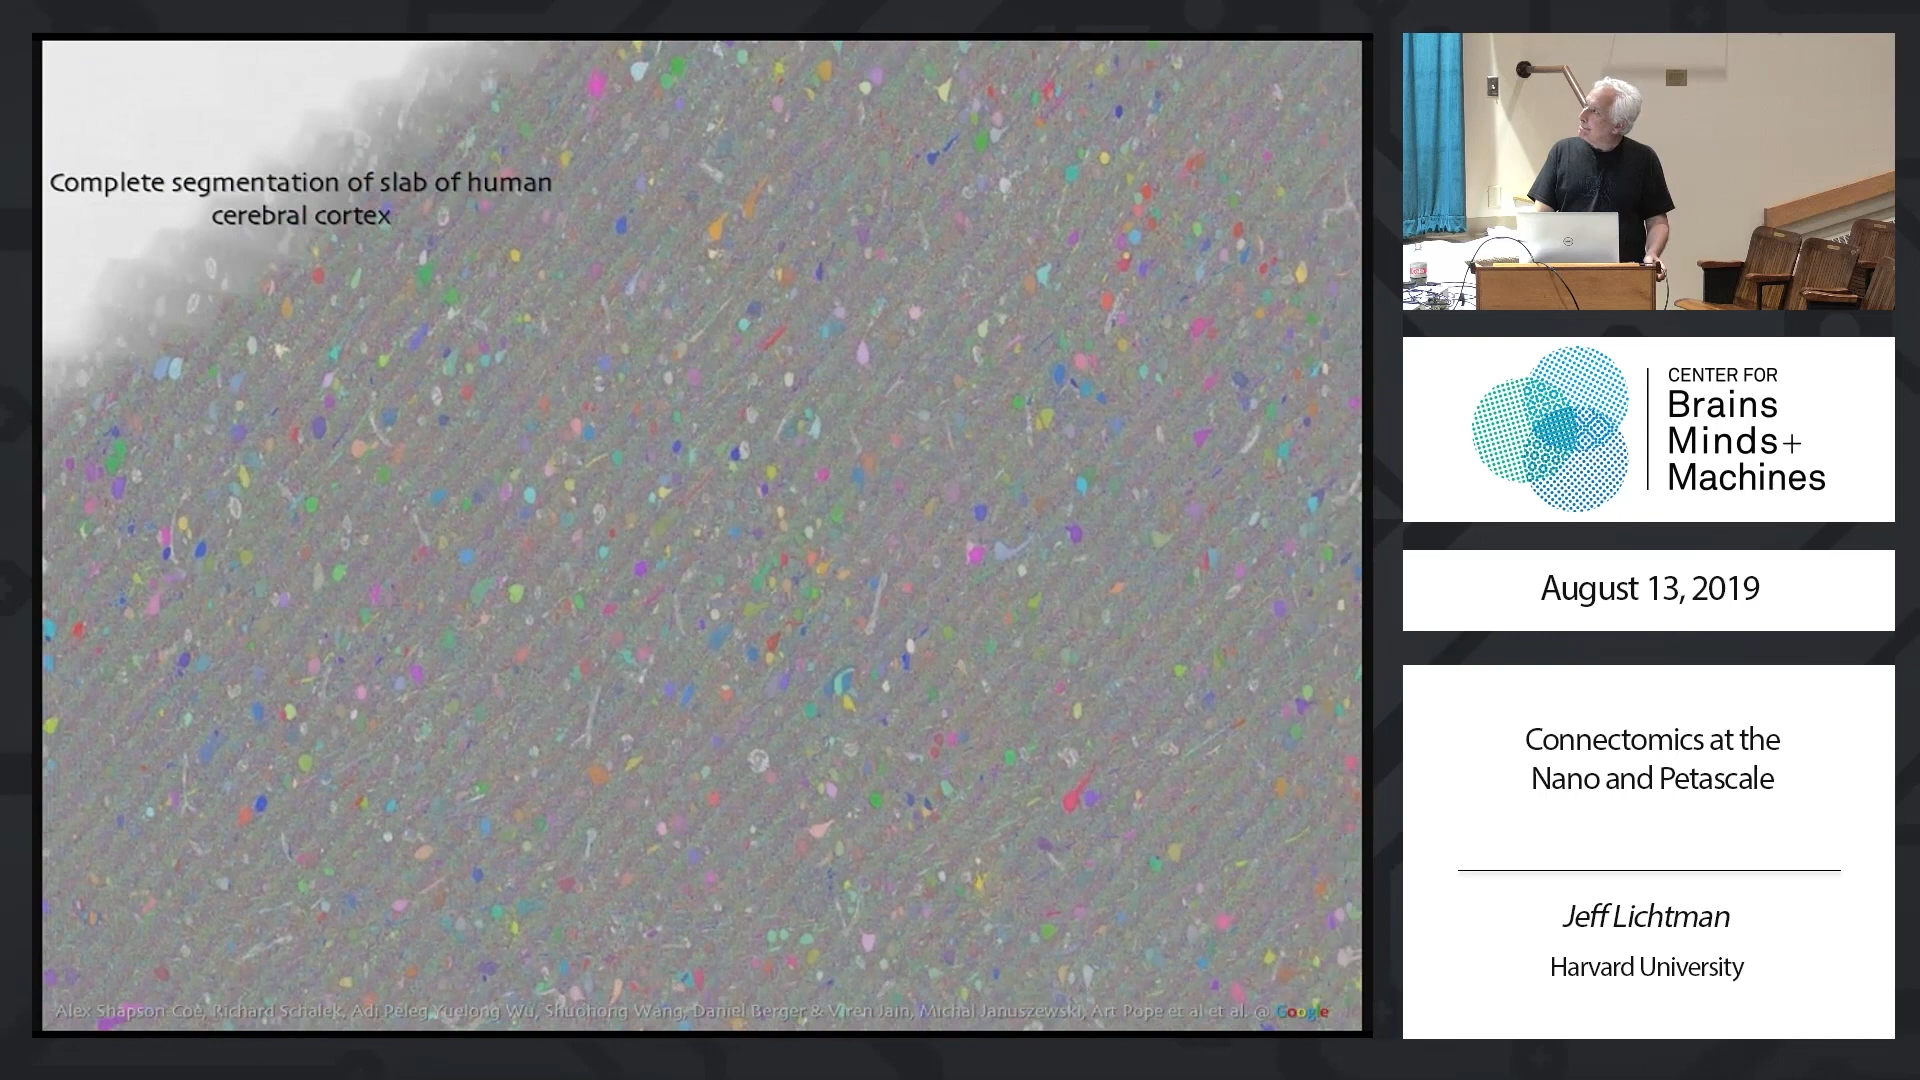 Complete segmentation of slab of human
cerebral cortex
Alex Shapson-Coe, Richard Schalek, Adi Peleg, Yuelong Wu, Shuohong Wang, Daniel Berger & Viren Jain, Michal Januszewski, Art Pope et al et al. @ Google
CENTER FOR
Brains
Minds+
Machines
August 13, 2019
Connectomics at the
Nano and Petascale
Jeff Lichtman
Harvard University